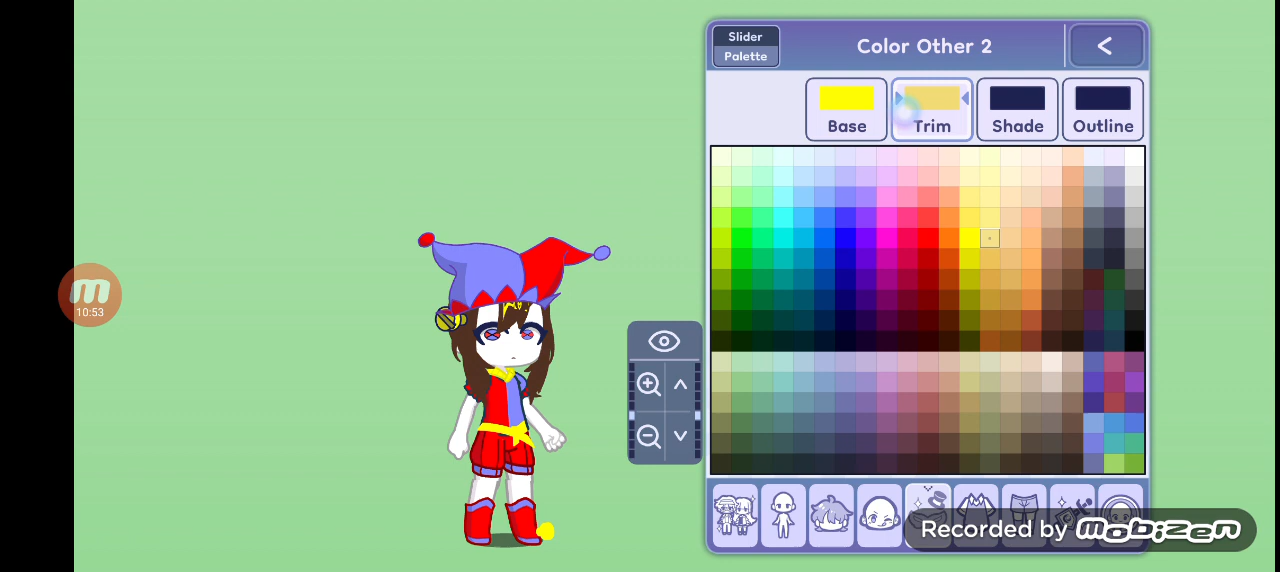 Slider
Palette
Color Other 2
<
Base
Trim
Shade
Outline
10:53
Recorded by mobizen